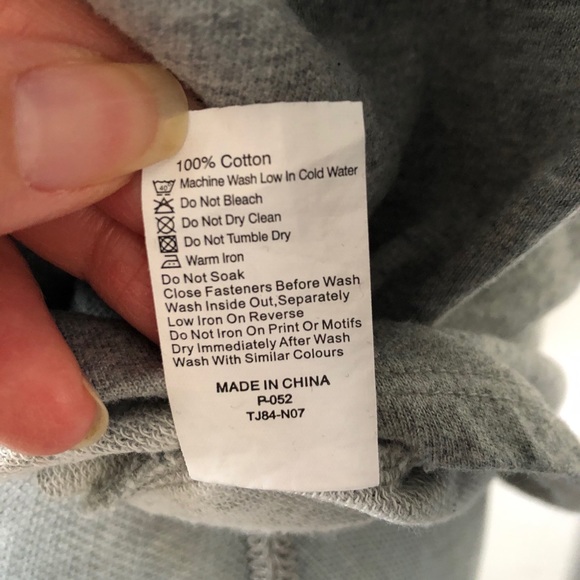 100% Cotton
40 Machine Wash Low In Cold Water
Do Not Bleach
Do Not Dry Clean
Do Not Tumble Dry
Warm Iron
Do Not Soak
Close Fasteners Before Wash
Wash Inside Out,Separately
Low Iron On Reverse
Do Not Iron On Print Or Motifs
Dry Immediately After Wash
Wash With Similar Colours
MADE IN CHINA
P-052
TJ84-N07